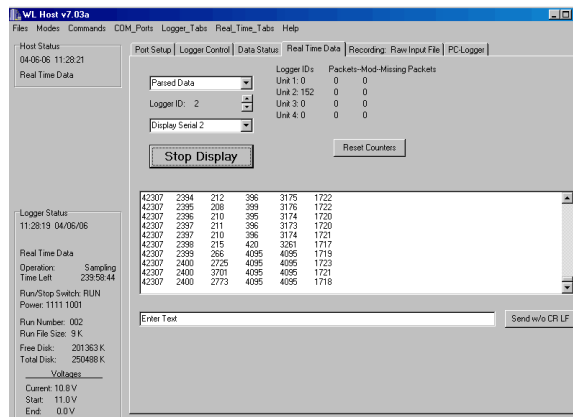 WL Host v7.03a
Files Modes Commands COM_Ports Logger_Tabs Real_Time_Tabs Help
Host Status
04-06-06 11:28:21
Real Time Data
Port Setup Logger Control Data Status Real Time Data Recording: Raw Input File PC-Logger
Parsed Data
Logger ID: 2
Display Serial 2
Stop Display
Logger IDs Packets--Mod--Missing Packets
Unit 1: 0 0 0
Unit 2: 152 0 0
Unit 3: 0 0 0
Unit 4: 0 0 0
Reset Counters
42307 2394 212 396 3175 1722
42307 2395 208 399 3176 1722
42307 2396 210 395 3174 1720
42307 2397 211 396 3173 1720
42307 2397 210 396 3174 1721
42307 2398 215 420 3261 1717
42307 2399 266 4095 4095 1719
42307 2400 2725 4095 4095 1723
42307 2400 3701 4095 4095 1721
42307 2400 2773 4095 4095 1718
Enter Text
Send w/o CR LF
Logger Status
11:28:19 04/06/06
Real Time Data
Operation: Sampling
Time Left 239:58:44
Run/Stop Switch: RUN
Power: 1111 1001
Run Number: 002
Run File Size: 9 K
Free Disk: 201363 K
Total Disk: 250488 K
Voltages
Current: 10.8 V
Start: 11.0 V
End: 0.0 V